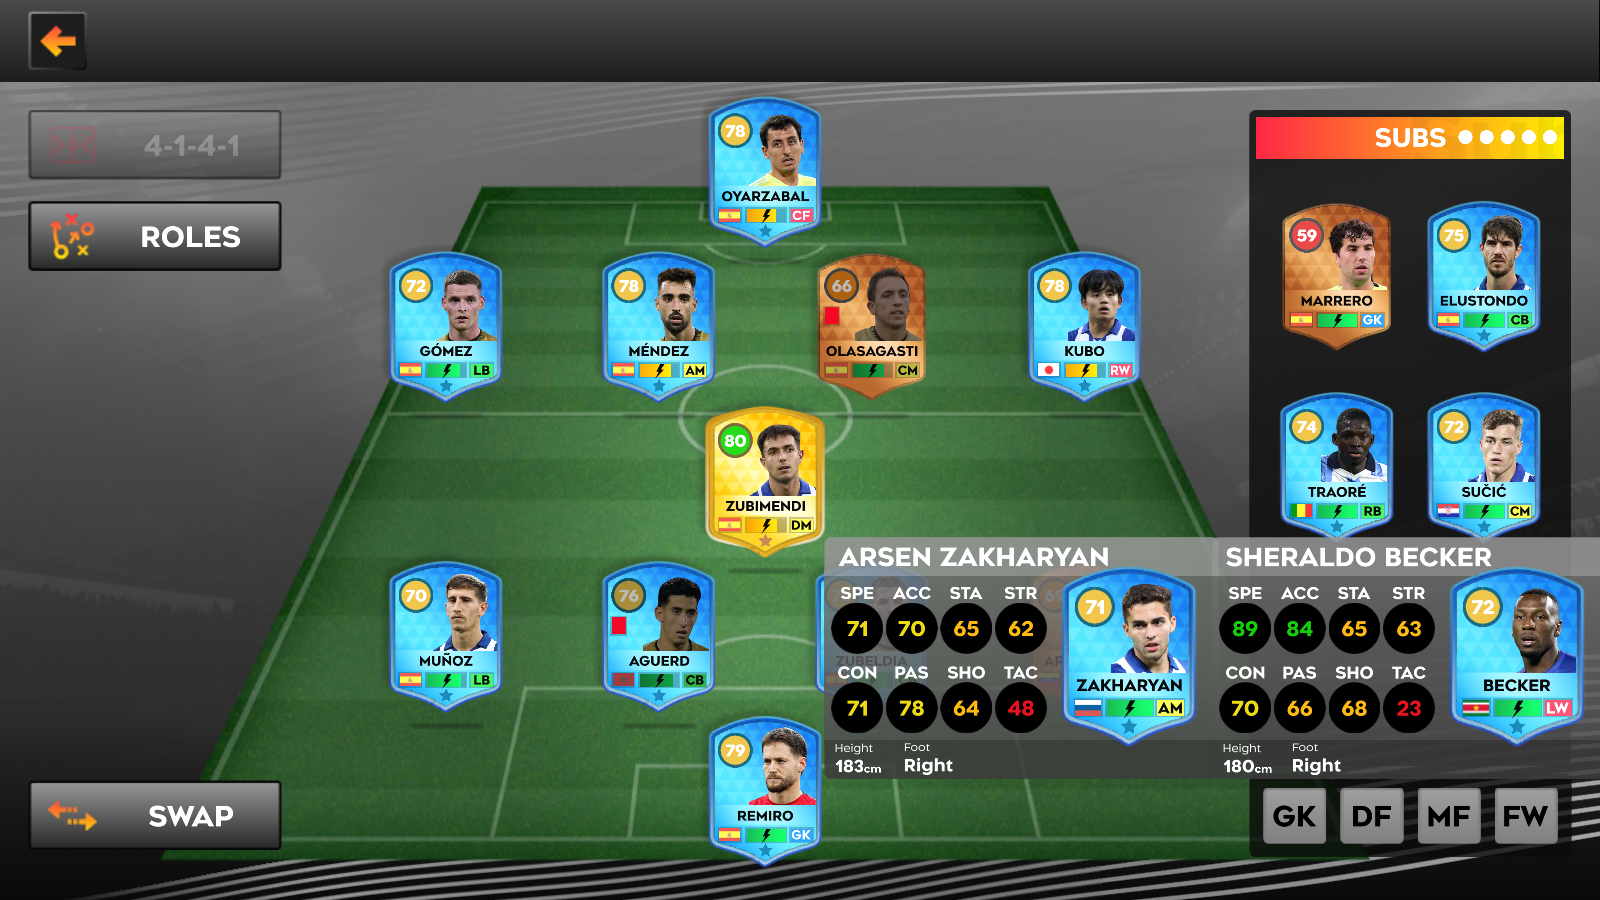 4-1-4-1
ROLES
SWAP
78
OYARZABAL
CF
72
GÓMEZ
LB
78
MÉNDEZ
AM
66
OLASAGASTI
CM
78
KUBO
RW
80
ZUBIMENDI
DM
70
MUÑOZ
LB
76
AGUERD
CB
ZUBELDIA
79
REMIRO
GK
SUBS
59
MARRERO
GK
75
ELUSTONDO
CB
74
TRAORÉ
RB
72
SUČIĆ
CM
ARSEN ZAKHARYAN
SPE ACC STA STR
71 70 65 62
CON PAS SHO TAC
71 78 64 48
Height Foot
183cm Right
71
ZAKHARYAN
AM
SHERALDO BECKER
SPE ACC STA STR
89 84 65 63
CON PAS SHO TAC
70 66 68 23
Height Foot
180cm Right
72
BECKER
LW
GK DF MF FW